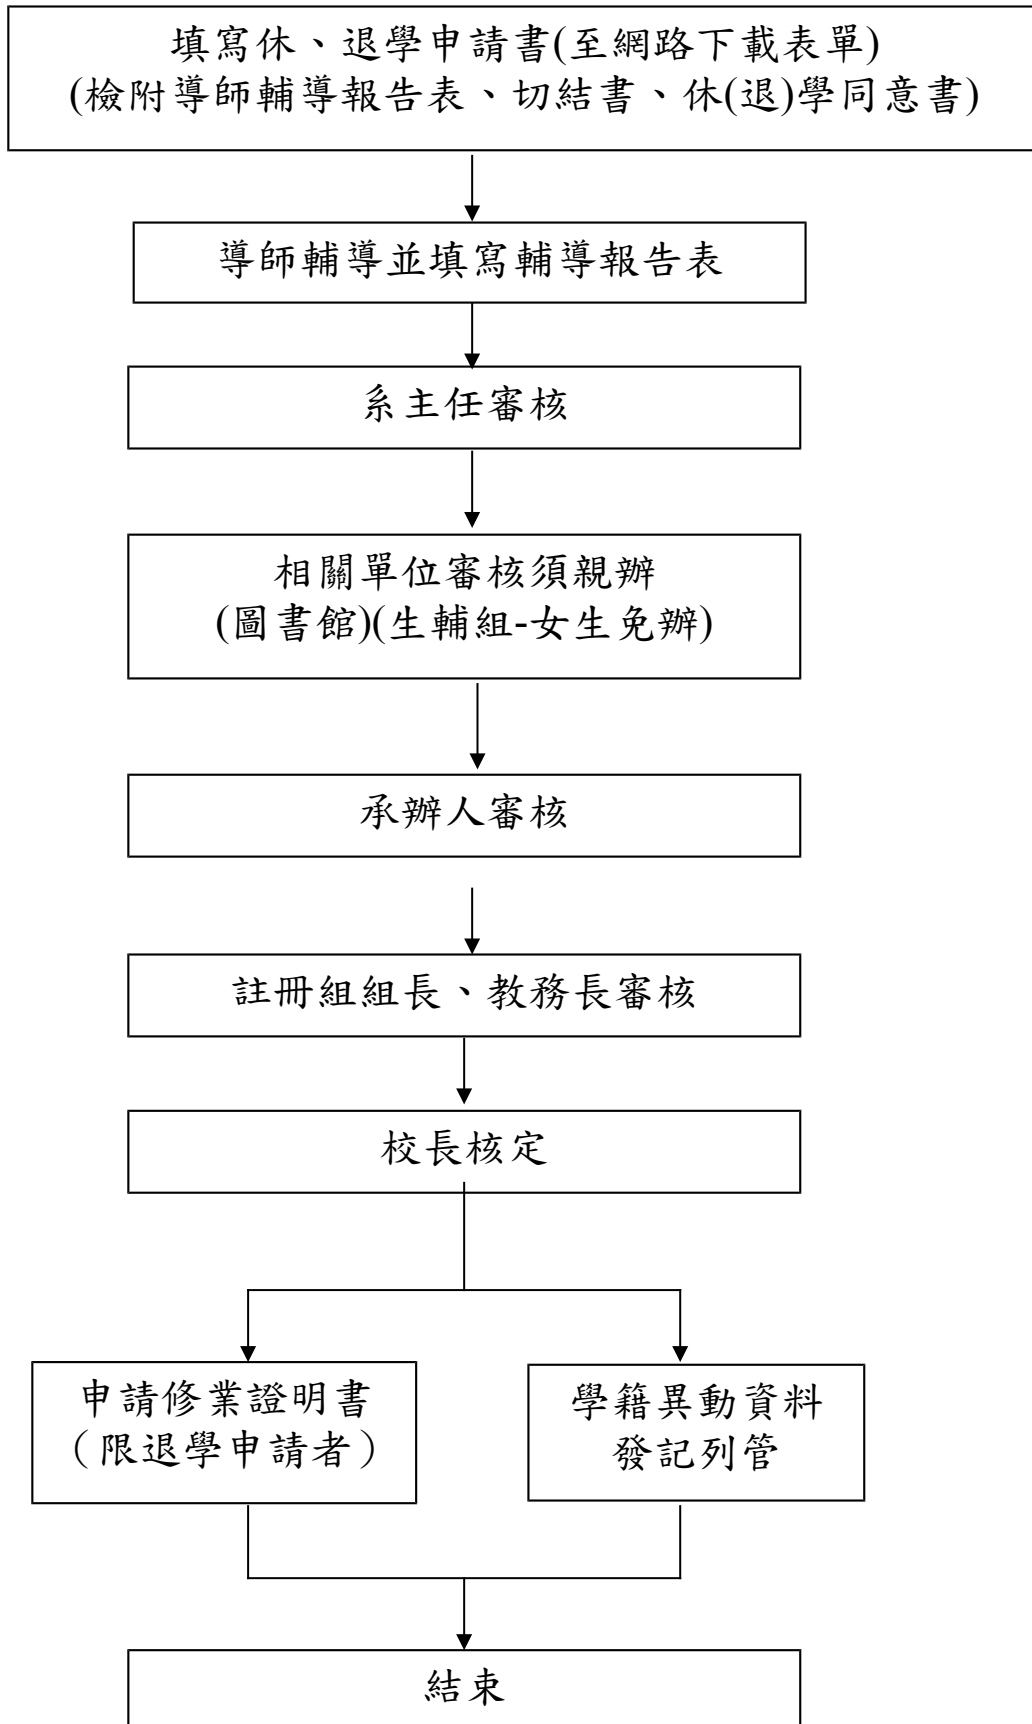 填寫休、退學申請書(至網路下載表單)
(檢附導師輔導報告表、切結書、休(退)學同意書)
導師輔導並填寫輔導報告表
系主任審核
相關單位審核須親辦
(圖書館)(生輔組-女生免辦)
承辦人審核
註冊組組長、教務長審核
校長核定
申請修業證明書
（限退學申請者）
學籍異動資料
發記列管
結束